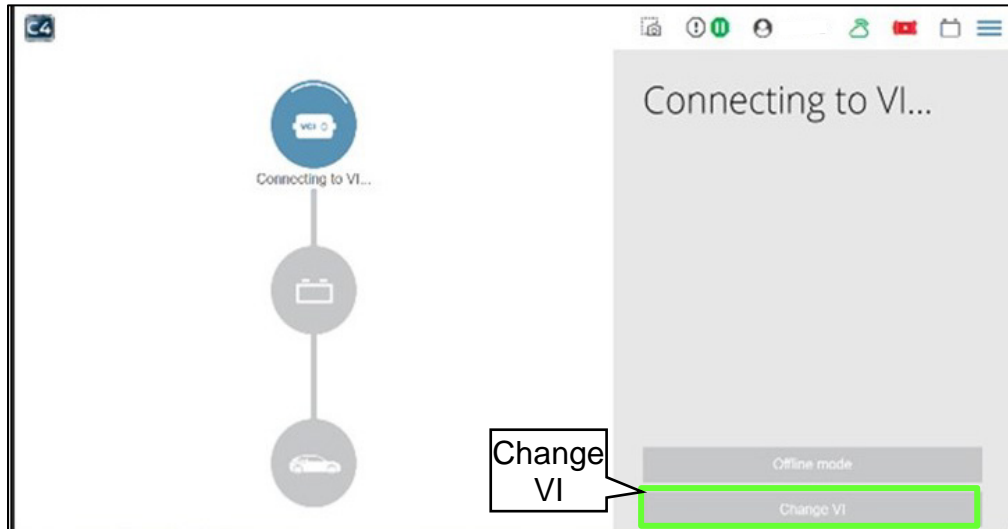 C4
Connecting to VI...
VCI
Connecting to VI...
Offline mode
Change
VI
Change VI